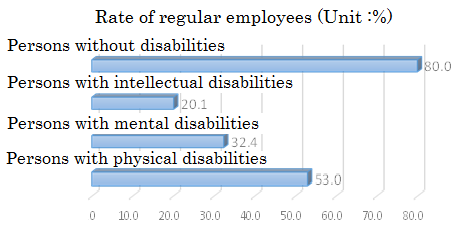 Rate of regular employees (Unit :%)
Persons without disabilities
80.0
Persons with intellectual disabilities
20.1
Persons with mental disabilities
32.4
Persons with physical disabilities
53.0
0 10.0 20.0 30.0 40.0 50.0 60.0 70.0 80.0